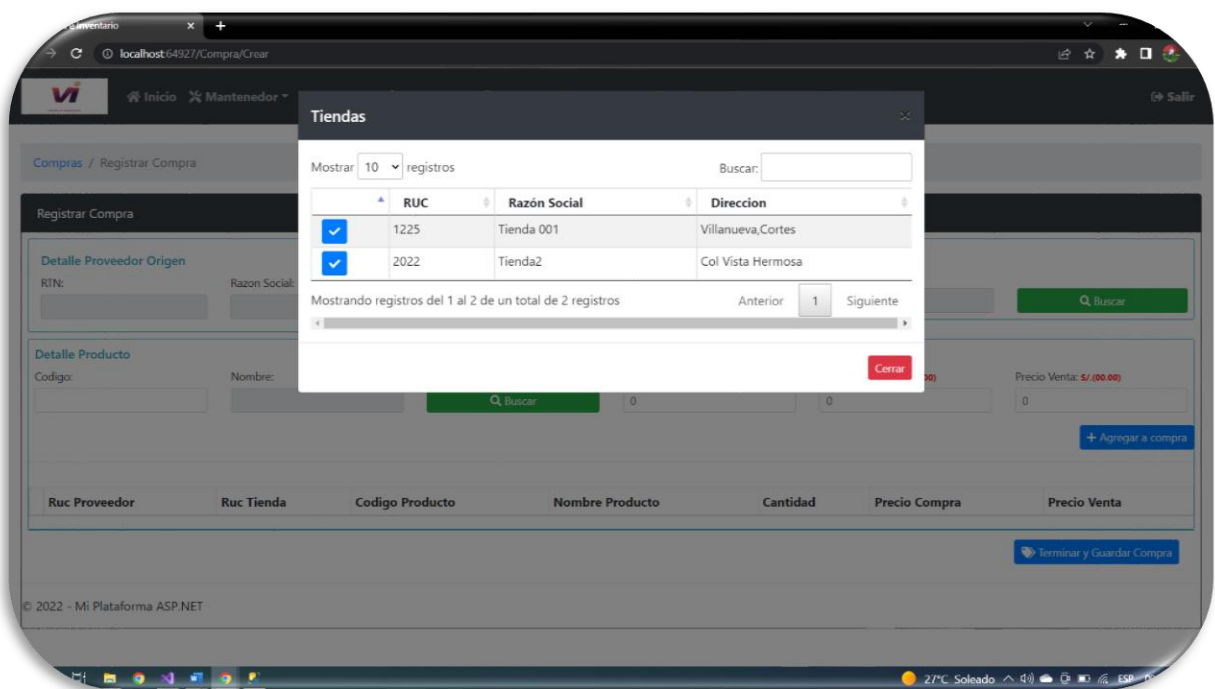 inventario
localhost:64927/Compra/Crear
Vi
Inicio Mantenedor
Salir
Compras / Registrar Compra
Registrar Compra
Tiendas
Mostrar 10 registros
Buscar:
RUC Razón Social Direccion
1225 Tienda 001 Villanueva,Cortes
2022 Tienda2 Col Vista Hermosa
Mostrando registros del 1 al 2 de un total de 2 registros
Anterior 1 Siguiente
Cerrar
Detalle Proveedor Origen
RTN: Razon Social:
Buscar
Detalle Producto
Codigo: Nombre: Precio Venta: S/.(00.00)
Buscar 0 0 0
Agregar a compra
Ruc Proveedor Ruc Tienda Codigo Producto Nombre Producto Cantidad Precio Compra Precio Venta
Terminar y Guardar Compra
© 2022 - Mi Plataforma ASP.NET
27°C Soleado ESP